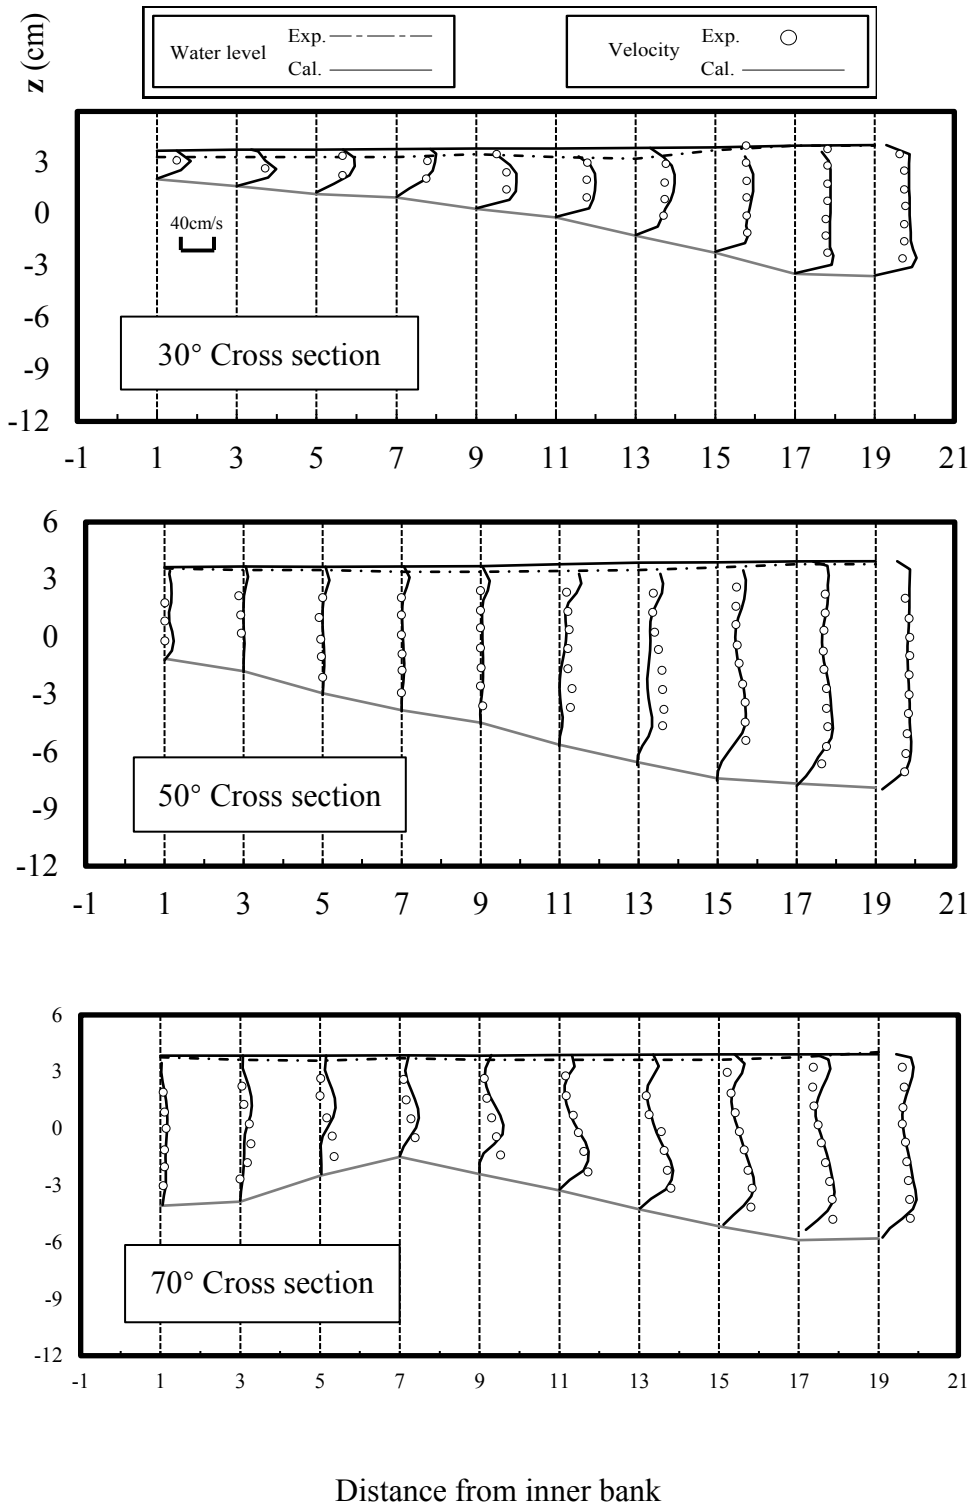 z (cm)
Water level
Exp.
Cal.
Velocity
Exp.
Cal.
3
0
-3
-6
-9
-12
40cm/s
30° Cross section
-1 1 3 5 7 9 11 13 15 17 19 21
6
3
0
-3
-6
-9
-12
50° Cross section
-1 1 3 5 7 9 11 13 15 17 19 21
6
3
0
-3
-6
-9
-12
70° Cross section
-1 1 3 5 7 9 11 13 15 17 19 21
Distance from inner bank